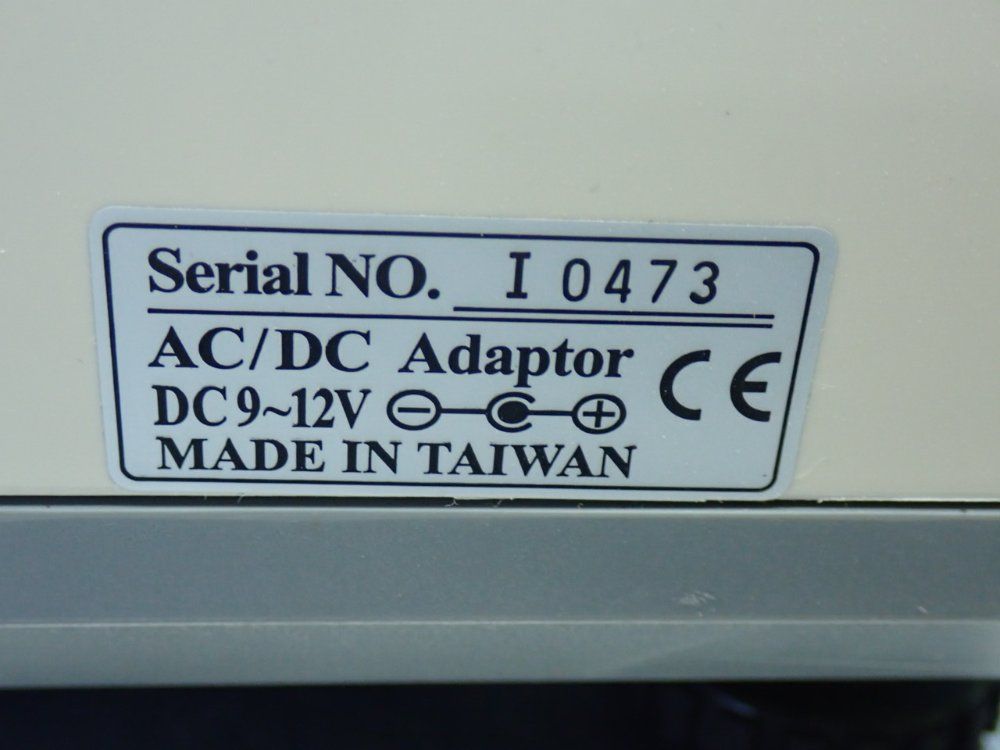 Serial NO. I 0473
AC/DC Adaptor
DC 9~12V
CE
MADE IN TAIWAN